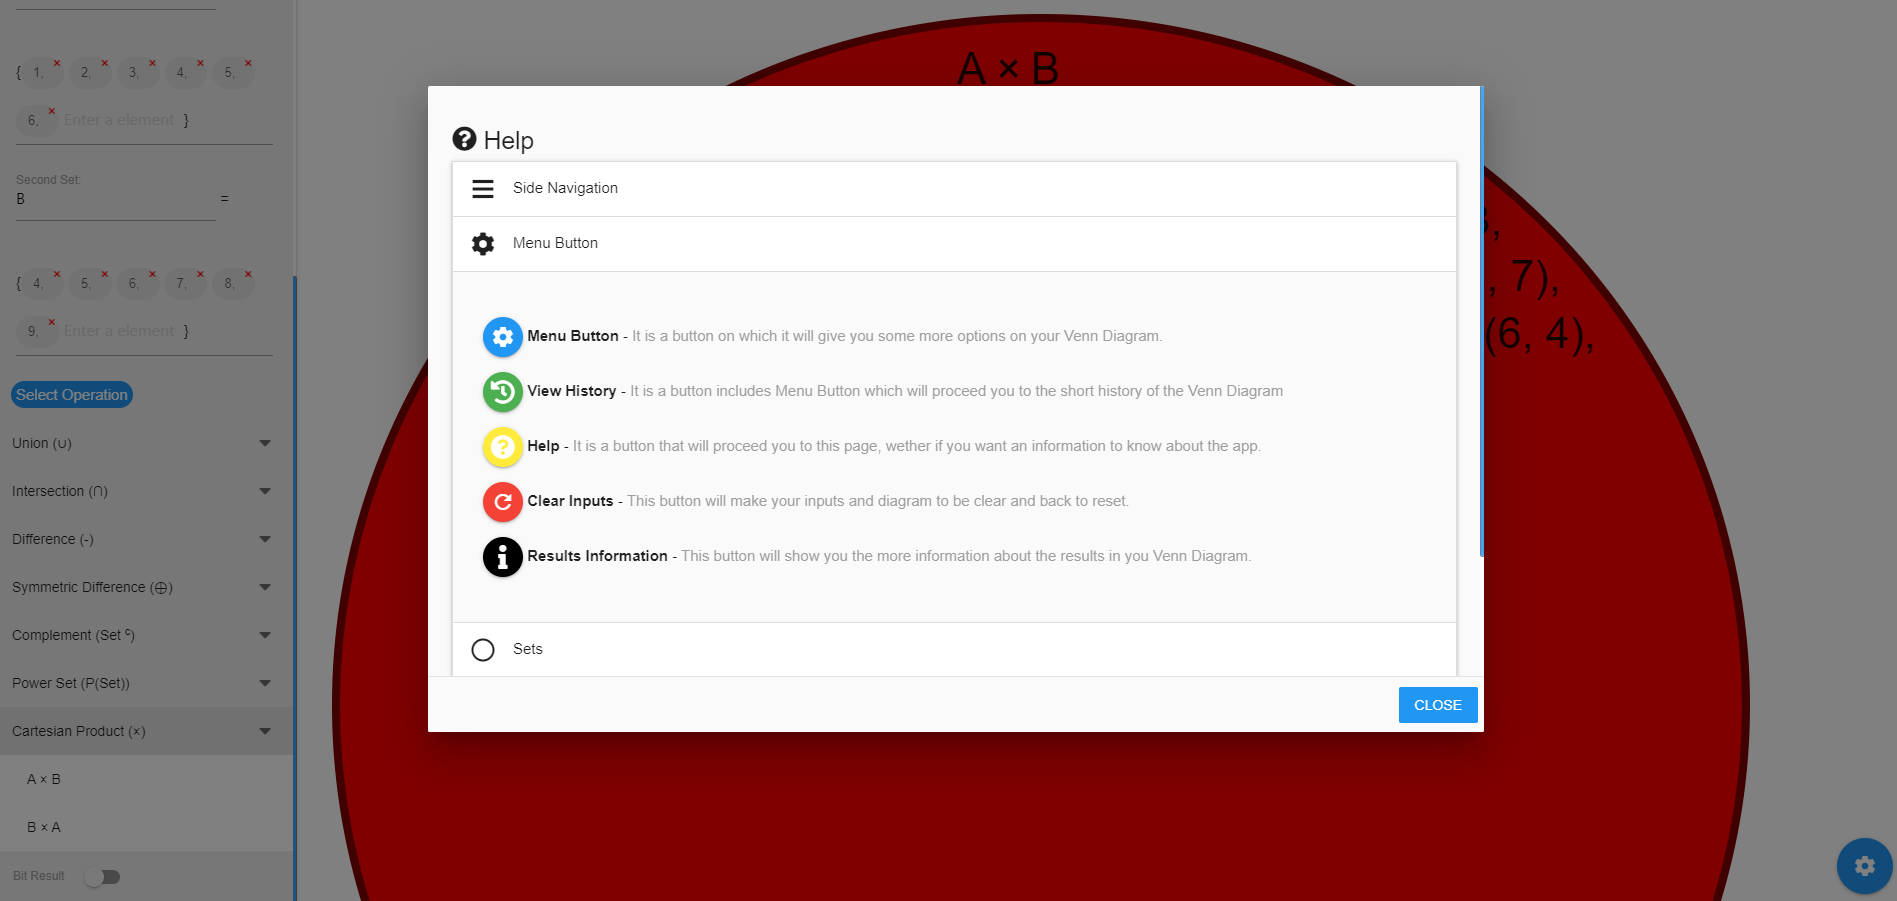 { 1, × 2, × 3, × 4, × 5, ×
6, × Enter a element }
Second Set:
B =
{ 4, × 5, × 6, × 7, × 8, ×
9, × Enter a element }
Select Operation
Union (∪)
Intersection (∩)
Difference (-)
Symmetric Difference (⨁)
Complement (Set ᶜ)
Power Set (P(Set))
Cartesian Product (×)
A × B
B × A
Bit Result
A × B
, 7),
(6, 4),
Help
Side Navigation
Menu Button
Menu Button - It is a button on which it will give you some more options on your Venn Diagram.
View History - It is a button includes Menu Button which will proceed you to the short history of the Venn Diagram
Help - It is a button that will proceed you to this page, wether if you want an information to know about the app.
Clear Inputs - This button will make your inputs and diagram to be clear and back to reset.
Results Information - This button will show you the more information about the results in you Venn Diagram.
Sets
CLOSE